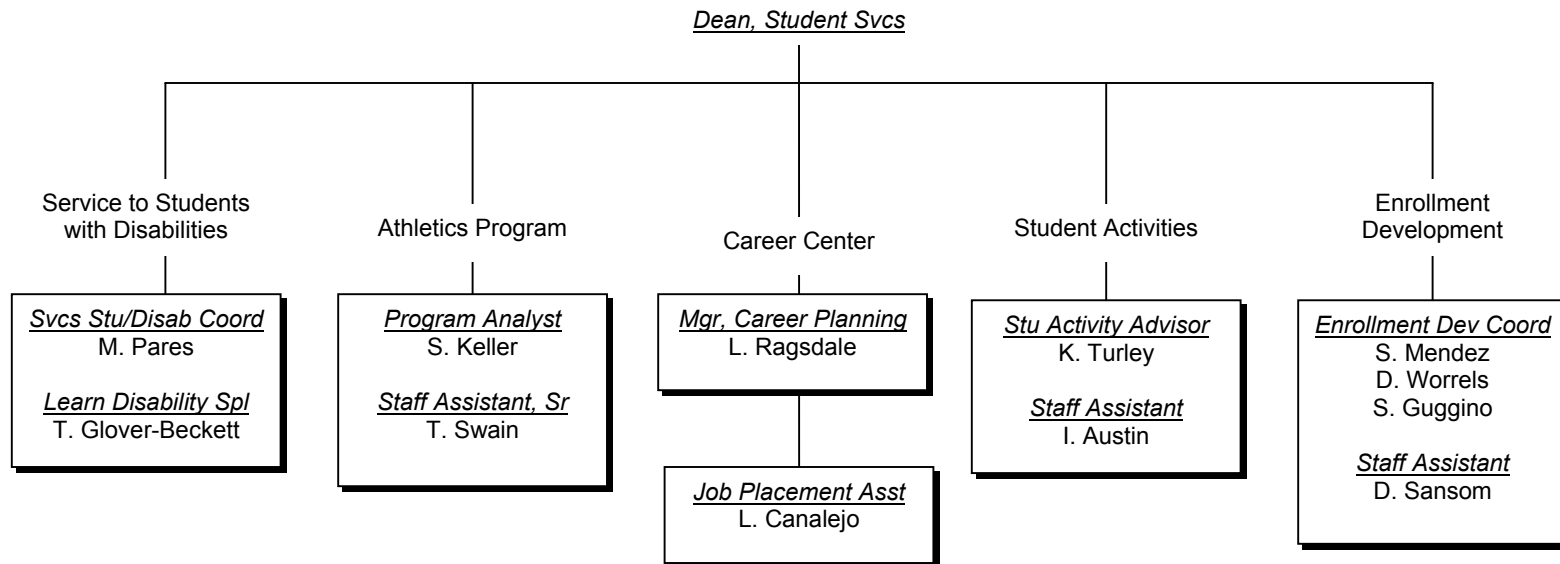 Dean, Student Svcs
Service to Students
with Disabilities
Svcs Stu/Disab Coord
M. Pares
Learn Disability Spl
T. Glover-Beckett
Athletics Program
Program Analyst
S. Keller
Staff Assistant, Sr
T. Swain
Career Center
Mgr, Career Planning
L. Ragsdale
Job Placement Asst
L. Canalejo
Student Activities
Stu Activity Advisor
K. Turley
Staff Assistant
I. Austin
Enrollment
Development
Enrollment Dev Coord
S. Mendez
D. Worrels
S. Guggino
Staff Assistant
D. Sansom